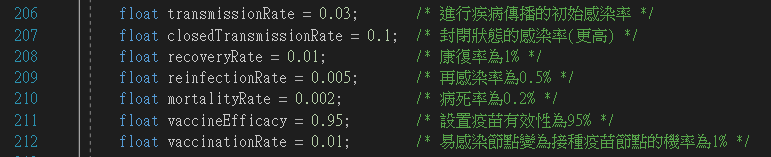 206 float transmissionRate = 0.03; /* 進行疾病傳播的初始感染率 */
207 float closedTransmissionRate = 0.1; /* 封閉狀態的感染率(更高) */
208 float recoveryRate = 0.01; /* 康復率為1% */
209 float reinfectionRate = 0.005; /* 再感染率為0.5% */
210 float mortalityRate = 0.002; /* 病死率為0.2% */
211 float vaccineEfficacy = 0.95; /* 設置疫苗有效性為95% */
212 float vaccinationRate = 0.01; /* 易感染節點變為接種疫苗節點的機率為1% */